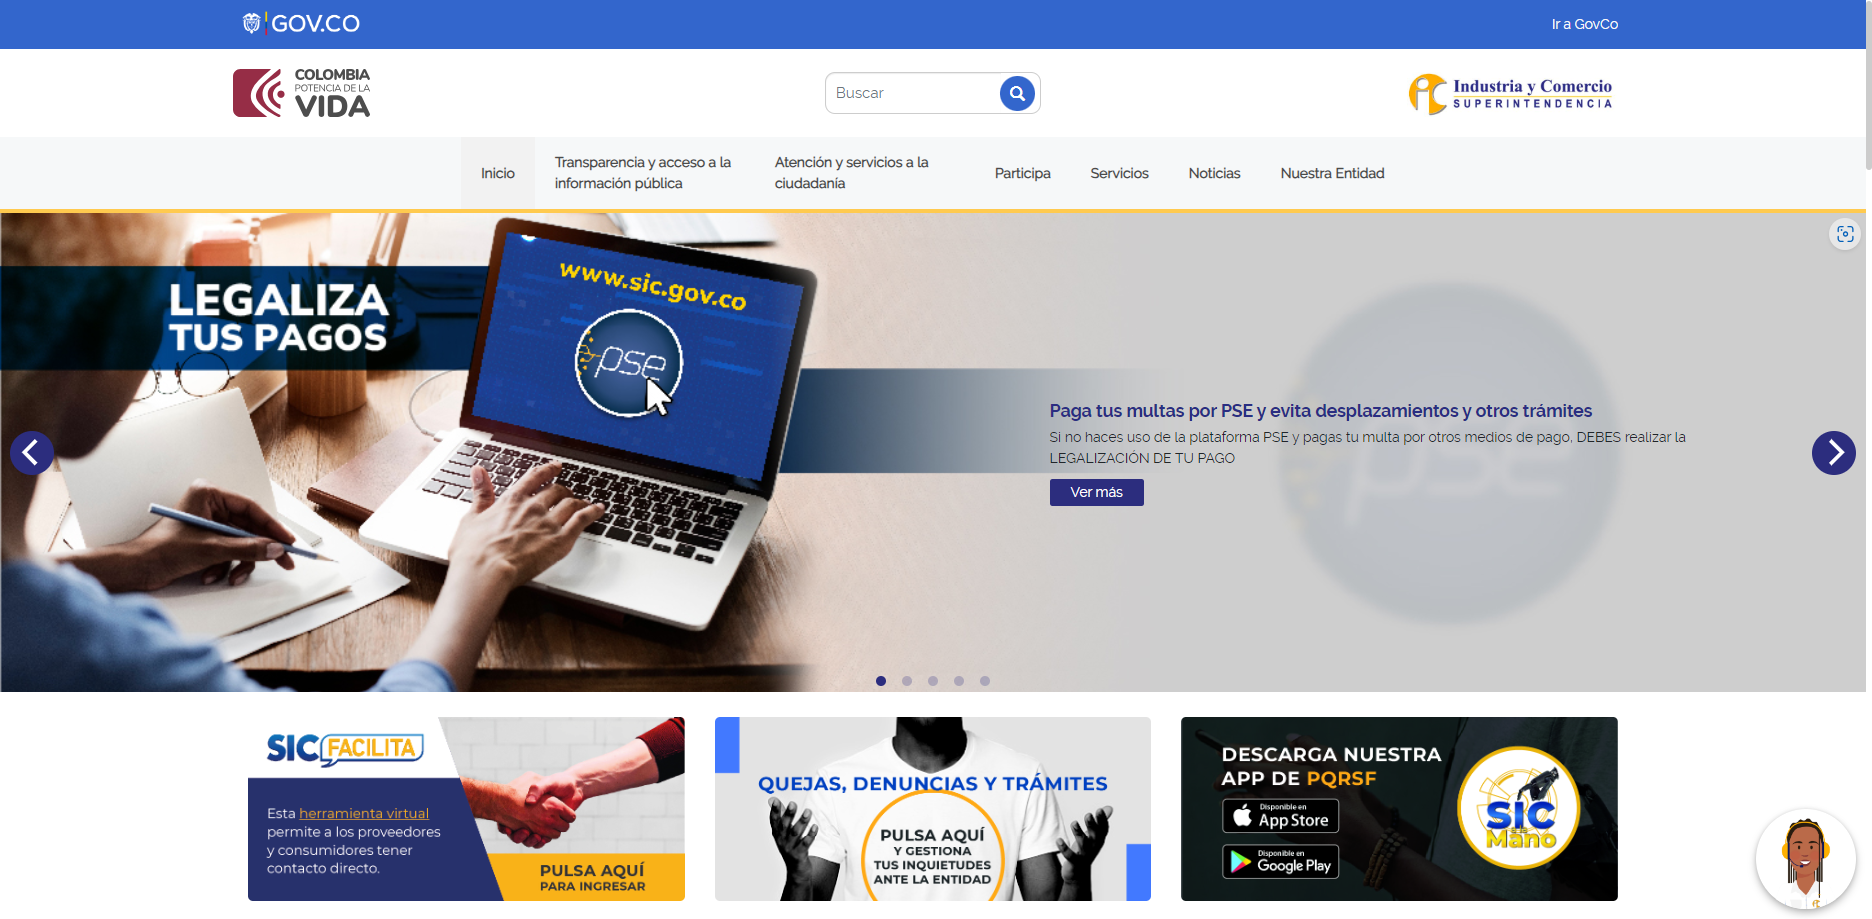 GOV.CO
Ir a GovCo
COLOMBIA
POTENCIA DE LA
VIDA
Buscar
Industria y Comercio
SUPERINTENDENCIA
Inicio
Transparencia y acceso a la
información pública
Atención y servicios a la
ciudadanía
Participa
Servicios
Noticias
Nuestra Entidad
LEGALIZA
TUS PAGOS
www.sic.gov.co
pse
Paga tus multas por PSE y evita desplazamientos y otros trámites
Si no haces uso de la plataforma PSE y pagas tu multa por otros medios de pago, DEBES realizar la
LEGALIZACIÓN DE TU PAGO
Ver más
pse
SIC FACILITA
Esta herramienta virtual
permite a los proveedores
y consumidores tener
contacto directo.
PULSA AQUÍ
PARA INGRESAR
QUEJAS, DENUNCIAS Y TRÁMITES
PULSA AQUÍ
Y GESTIONA
TUS INQUIETUDES
ANTE LA ENTIDAD
DESCARGA NUESTRA
APP DE PQRSF
Disponible en
App Store
Disponible en
Google Play
SIC
a la
Mano